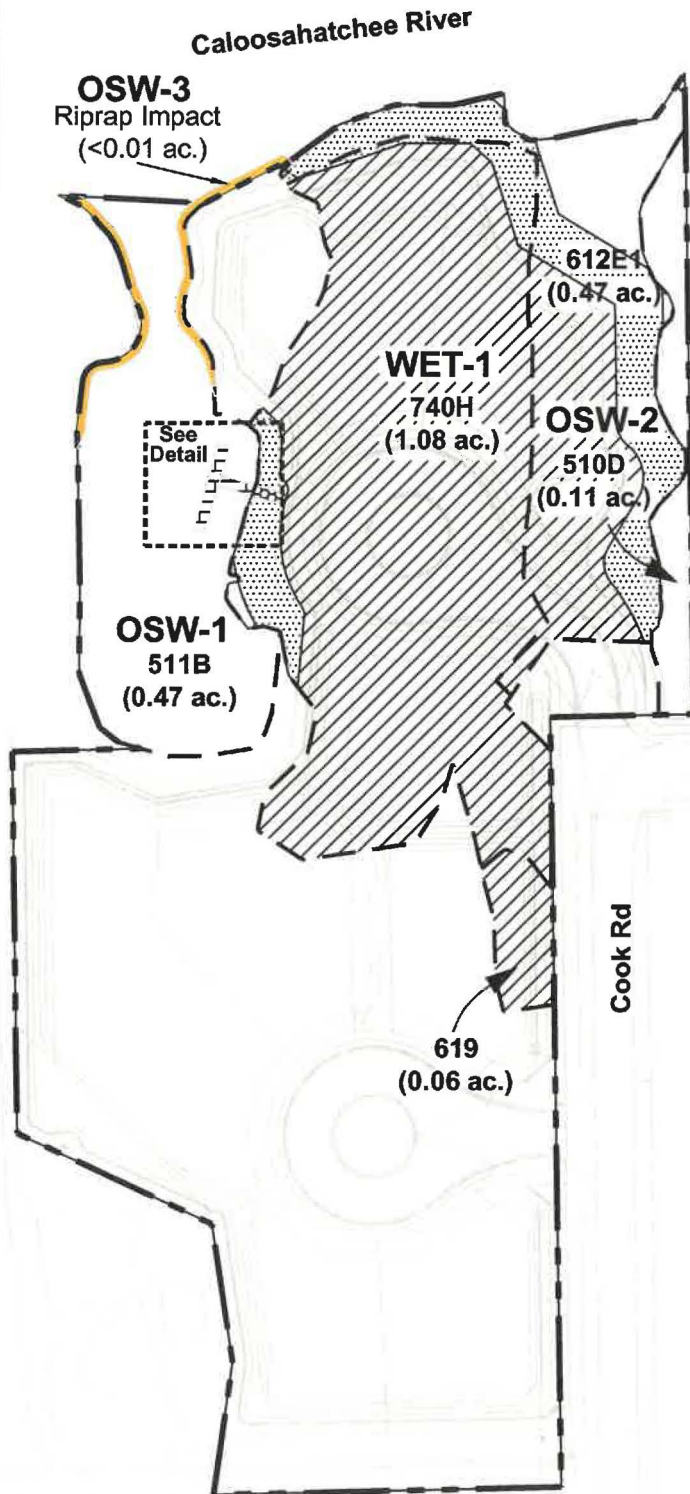 Caloosahatchee River
OSW-3
Riprap Impact
(<0.01 ac.)
612E1
(0.47 ac.)
WET-1
740H
(1.08 ac.)
OSW-2
510D
(0.11 ac.)
See
Detail
OSW-1
511B
(0.47 ac.)
Cook Rd
619
(0.06 ac.)